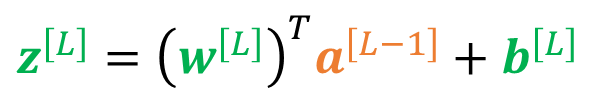 z^{[L]} = (w^{[L]})^T a^{[L−1]} + b^{[L]}